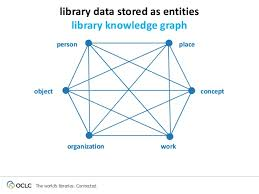 library data stored as entities
library knowledge graph
person
place
object
concept
organization
work
OCLC The world's libraries. Connected.